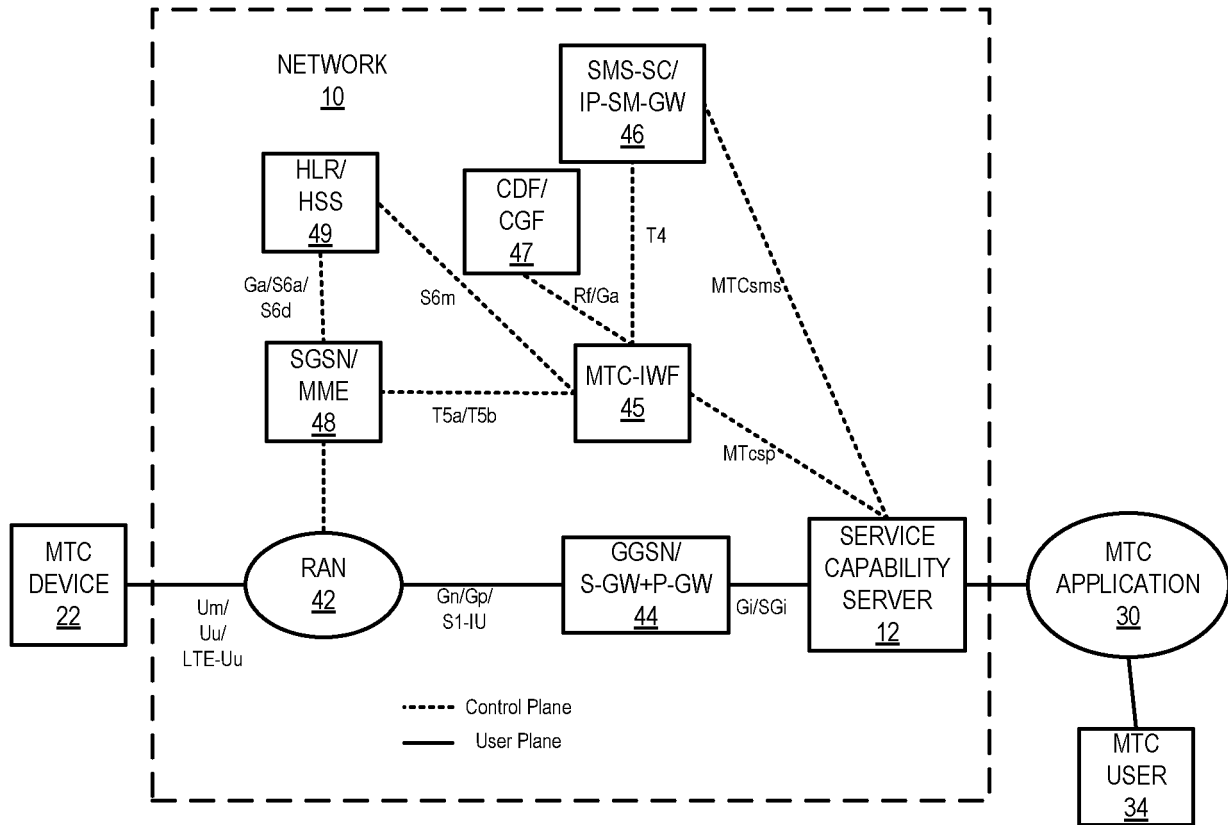 NETWORK
10
SMS-SC/
IP-SM-GW
46
HLR/
HSS
49
CDF/
CGF
47
T4
MTCsms
Ga/S6a/
S6d
S6m
Rf/Ga
SGSN/
MME
48
T5a/T5b
MTC-IWF
45
MTcsp
MTC
DEVICE
22
Um/
Uu/
LTE-Uu
RAN
42
Gn/Gp/
S1-IU
GGSN/
S-GW+P-GW
44
Gi/SGi
SERVICE
CAPABILITY
SERVER
12
MTC
APPLICATION
30
Control Plane
User Plane
MTC
USER
34